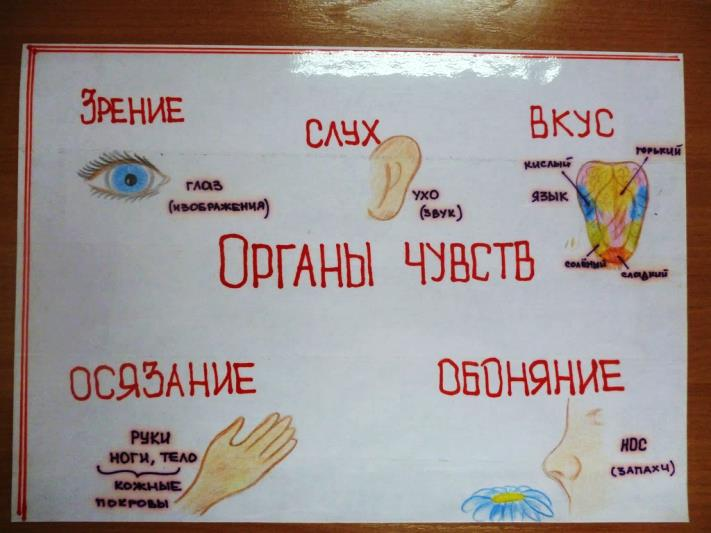 ЗРЕНИЕ
ГЛАЗ
(ИЗОБРАЖЕНИЯ)
СЛУХ
УХО
(ЗВУК)
ВКУС
ГОРЬКИЙ
КИСЛЫЙ
ЯЗЫК
СОЛЁНЫЙ
СЛАДКИЙ
ОРГАНЫ ЧУВСТВ
ОСЯЗАНИЕ
РУКИ
НОГИ, ТЕЛО
КОЖНЫЕ
ПОКРОВЫ
ОБОНЯНИЕ
НОС
(ЗАПАХИ)